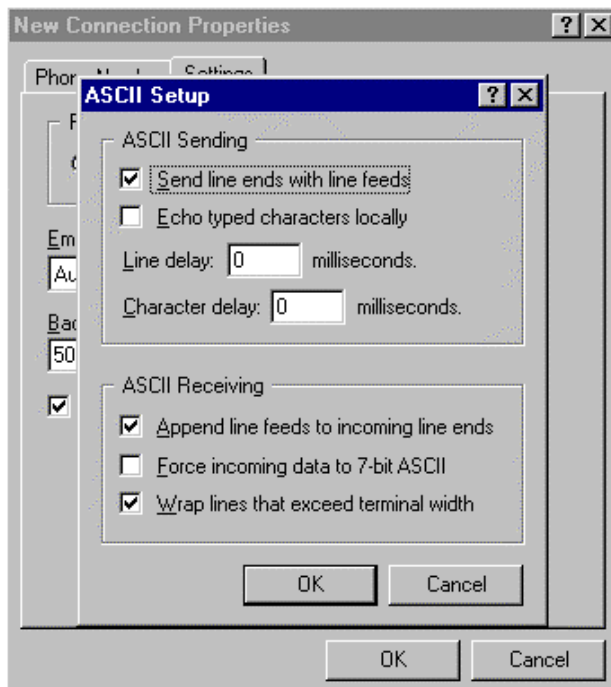 New Connection Properties
ASCII Setup
ASCII Sending
Send line ends with line feeds
Echo typed characters locally
Line delay: 0 milliseconds.
Character delay: 0 milliseconds.
ASCII Receiving
Append line feeds to incoming line ends
Force incoming data to 7-bit ASCII
Wrap lines that exceed terminal width
OK Cancel
OK Cancel